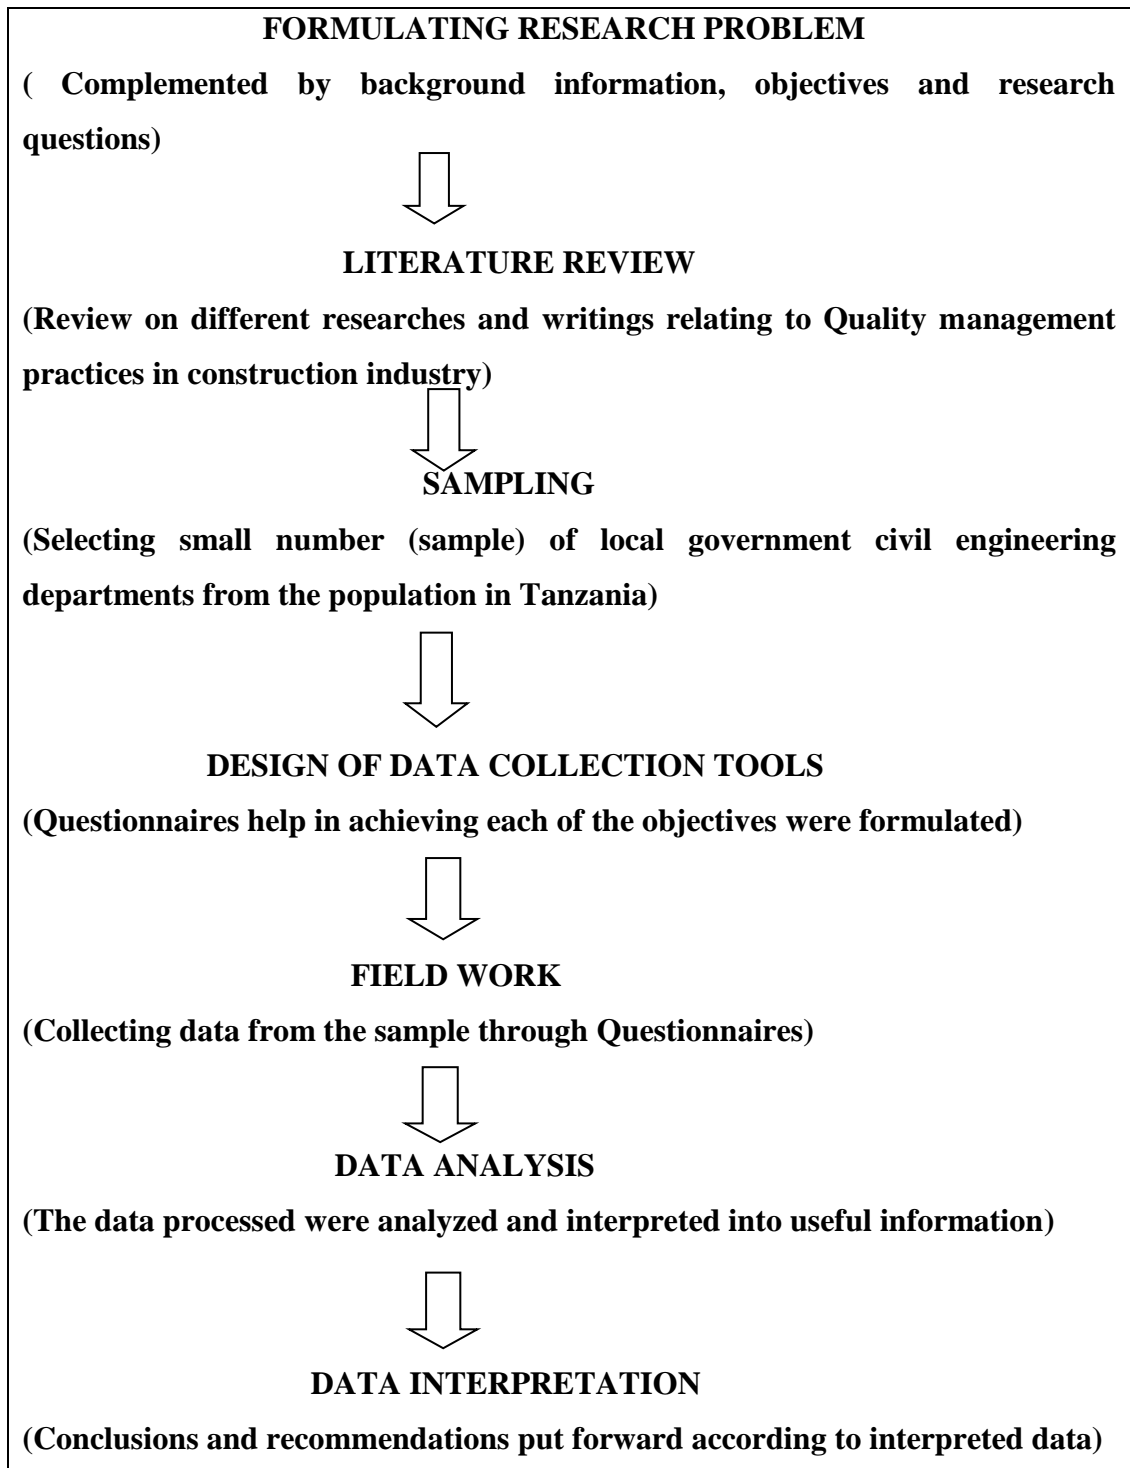 FORMULATING RESEARCH PROBLEM
( Complemented by background information, objectives and research
questions)
LITERATURE REVIEW
(Review on different researches and writings relating to Quality management
practices in construction industry)
SAMPLING
(Selecting small number (sample) of local government civil engineering
departments from the population in Tanzania)
DESIGN OF DATA COLLECTION TOOLS
(Questionnaires help in achieving each of the objectives were formulated)
FIELD WORK
(Collecting data from the sample through Questionnaires)
DATA ANALYSIS
(The data processed were analyzed and interpreted into useful information)
DATA INTERPRETATION
(Conclusions and recommendations put forward according to interpreted data)